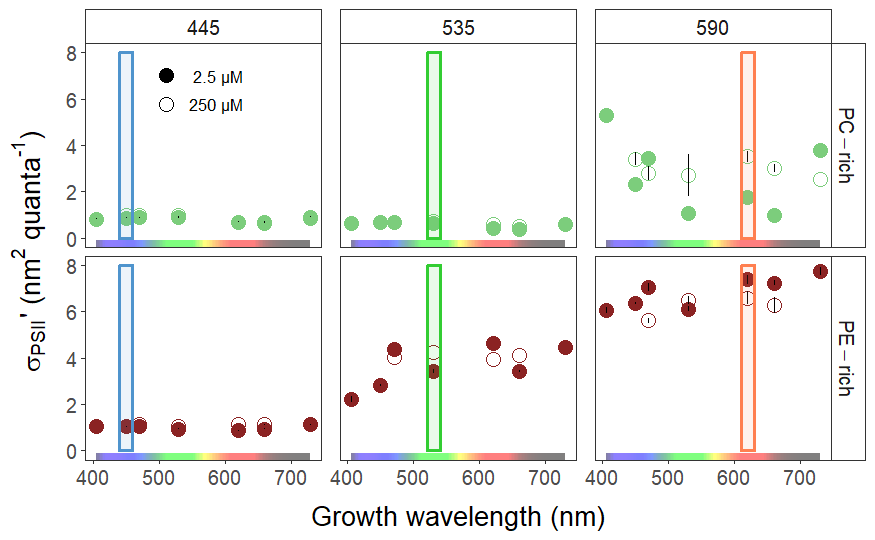 445 535 590
8
6
4
2
0
2.5 µM
250 µM
PC − rich
8
6
4
2
0
PE − rich
σPSII' (nm² quanta⁻¹)
400 500 600 700 400 500 600 700 400 500 600 700
Growth wavelength (nm)